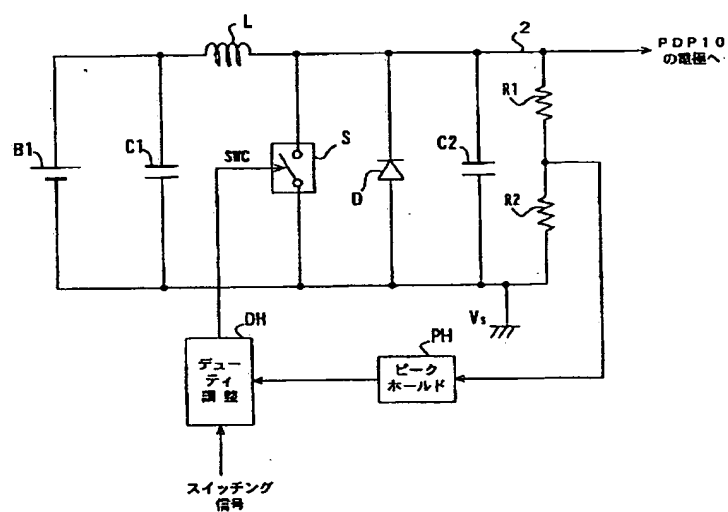 L
2
PDP10
の電極へ
R1
B1
C1
SWC
S
D
C2
R2
DH
Vs
PH
デュー
ティ
調整
ピーク
ホールド
スイッチング
信号